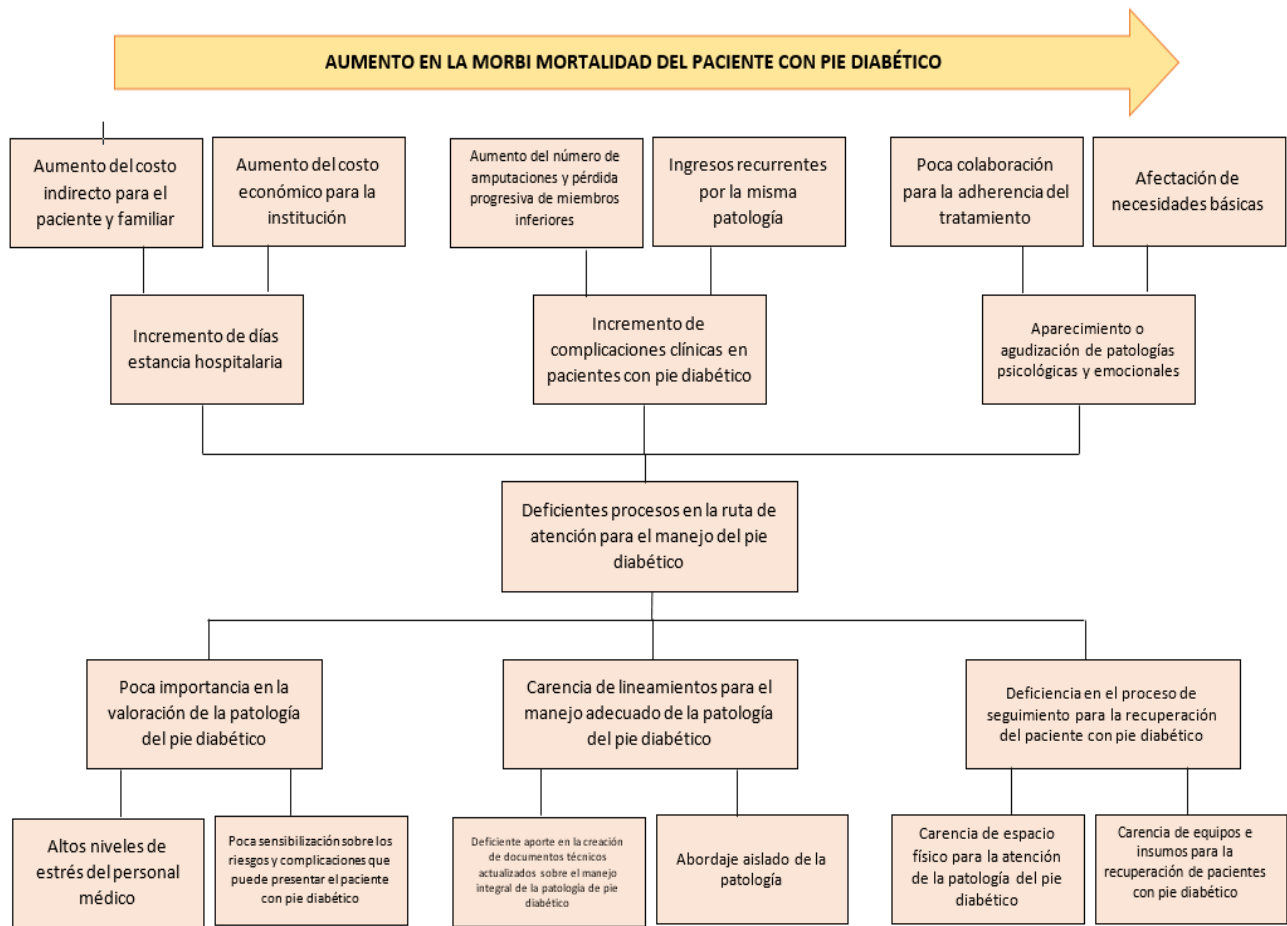 AUMENTO EN LA MORBI MORTALIDAD DEL PACIENTE CON PIE DIABÉTICO
Aumento del costo
indirecto para el
paciente y familiar
Aumento del costo
económico para la
institución
Aumento del número de
amputaciones y pérdida
progresiva de miembros
inferiores
Ingresos recurrentes
por la misma
patología
Poca colaboración
para la adherencia del
tratamiento
Afectación de
necesidades básicas
Incremento de días
estancia hospitalaria
Incremento de
complicaciones clínicas en
pacientes con pie diabético
Aparecimiento o
agudización de patologías
psicológicas y emocionales
Deficientes procesos en la ruta de
atención para el manejo del pie
diabético
Poca importancia en la
valoración de la patología
del pie diabético
Carencia de lineamientos para el
manejo adecuado de la patología
del pie diabético
Deficiencia en el proceso de
seguimiento para la recuperación
del paciente con pie diabético
Altos niveles de
estrés del personal
médico
Poca sensibilización sobre los
riesgos y complicaciones que
puede presentar el paciente
con pie diabético
Deficiente aporte en la creación
de documentos técnicos
actualizados sobre el manejo
integral de la patología de pie
diabético
Abordaje aislado de la
patología
Carencia de espacio
físico para la atención
de la patología del pie
diabético
Carencia de equipos e
insumos para la
recuperación de pacientes
con pie diabético